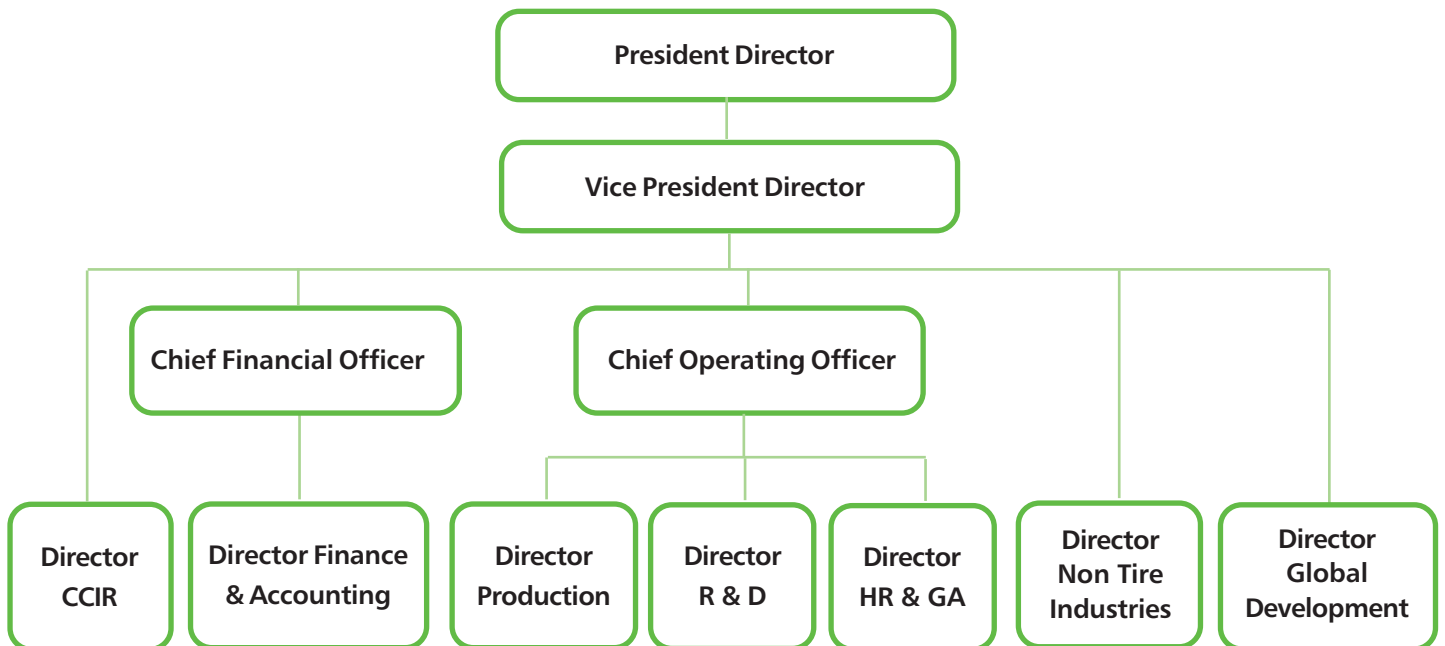 President Director
Vice President Director
Chief Financial Officer
Chief Operating Officer
Director
CCIR
Director Finance
& Accounting
Director
Production
Director
R & D
Director
HR & GA
Director
Non Tire
Industries
Director
Global
Development